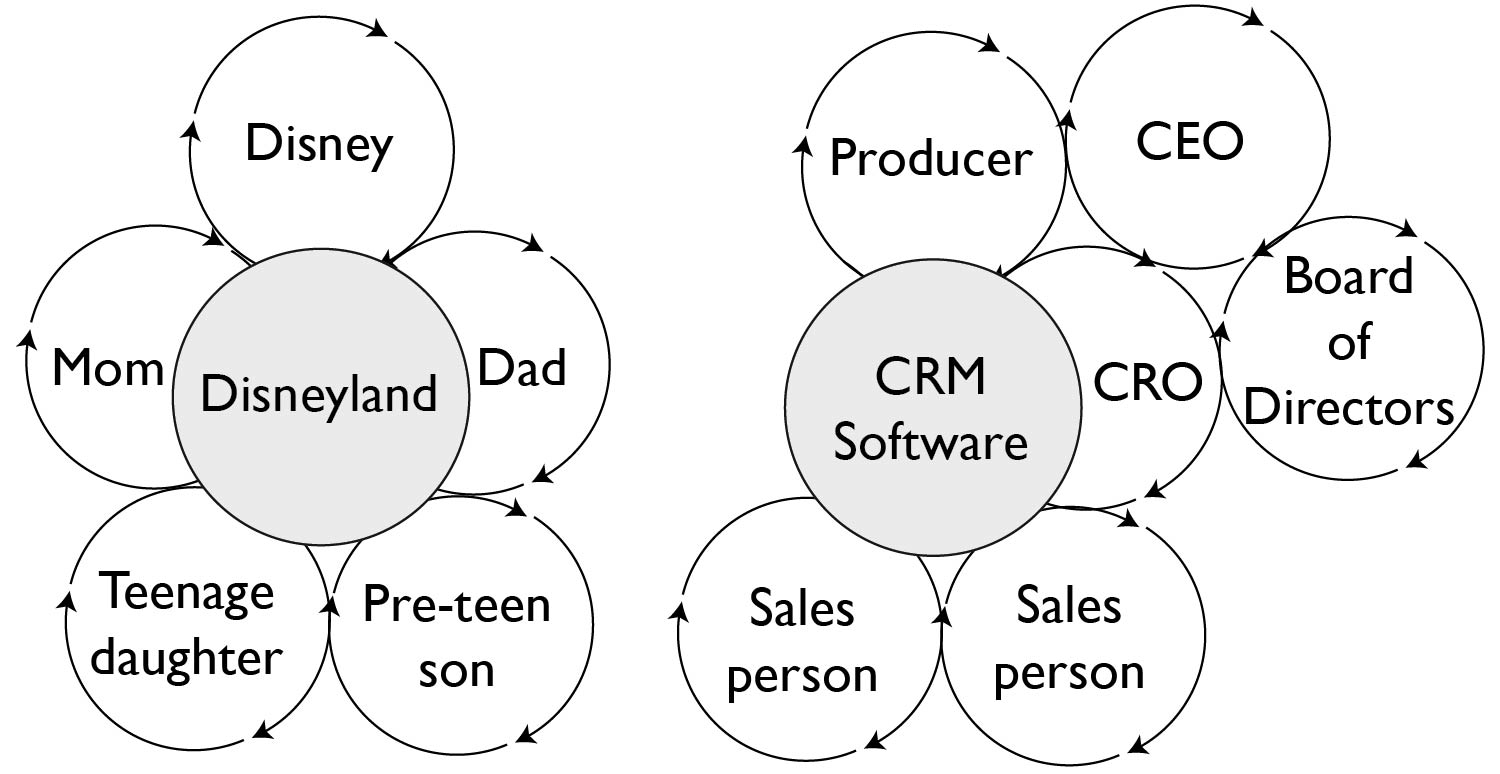 Disney
Mom
Disneyland
Dad
Teenage
daughter
Pre-teen
son
Producer
CEO
Board
of
Directors
CRM
Software
CRO
Sales
person
Sales
person